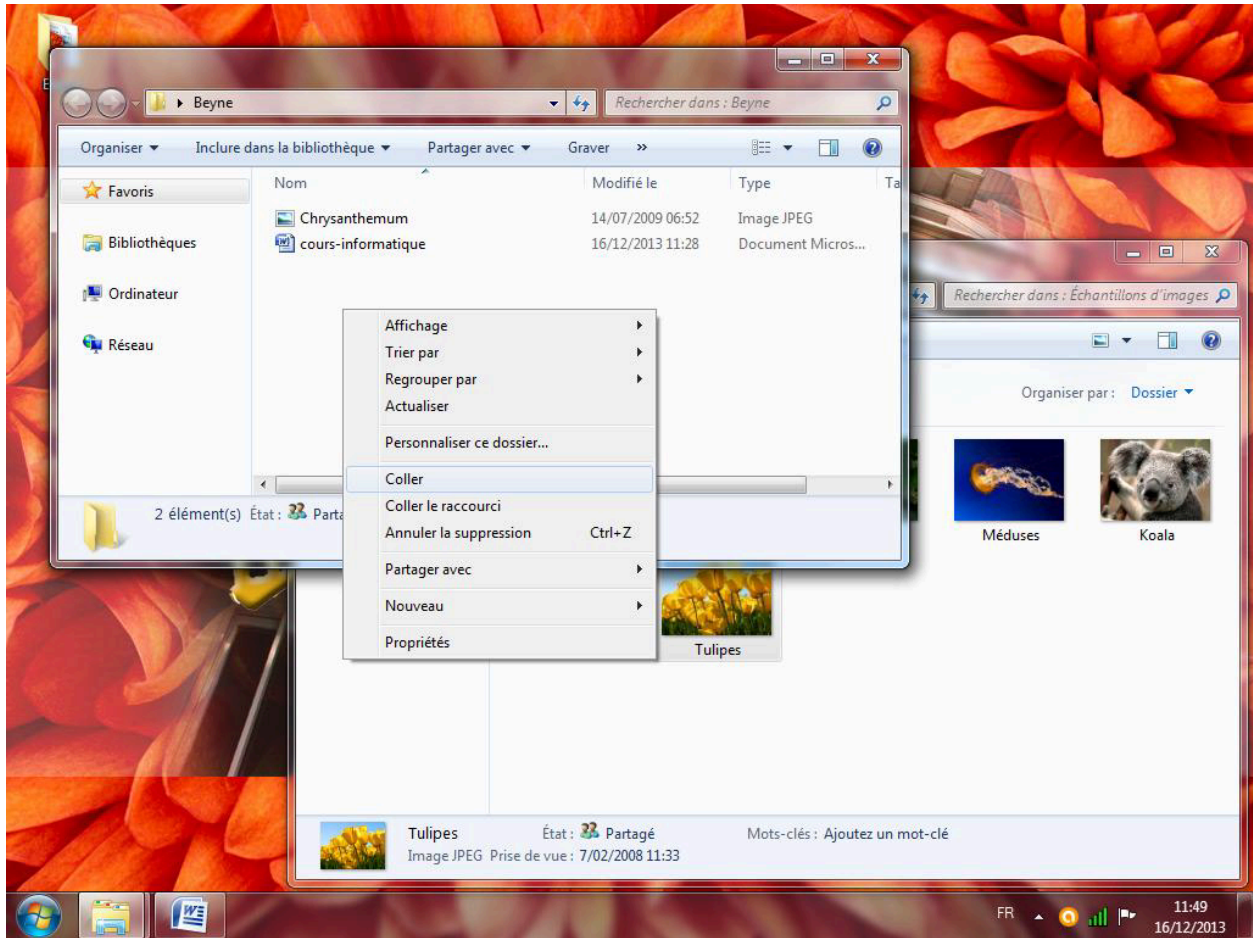 Beyne
Rechercher dans : Beyne
Organiser
Inclure dans la bibliothèque
Partager avec
Graver
»
Nom
Modifié le
Type
Ta
Favoris
Bibliothèques
Ordinateur
Réseau
Chrysanthemum
14/07/2009 06:52
Image JPEG
cours-informatique
16/12/2013 11:28
Document Micros...
2 élément(s)
État :
Parta
Affichage
Trier par
Regrouper par
Actualiser
Personnaliser ce dossier...
Coller
Coller le raccourci
Annuler la suppression Ctrl+Z
Partager avec
Nouveau
Propriétés
Rechercher dans : Échantillons d'images
Organiser par : Dossier
Méduses
Koala
Tulipes
Tulipes
État : Partagé
Mots-clés : Ajoutez un mot-clé
Image JPEG
Prise de vue : 7/02/2008 11:33
FR
11:49
16/12/2013